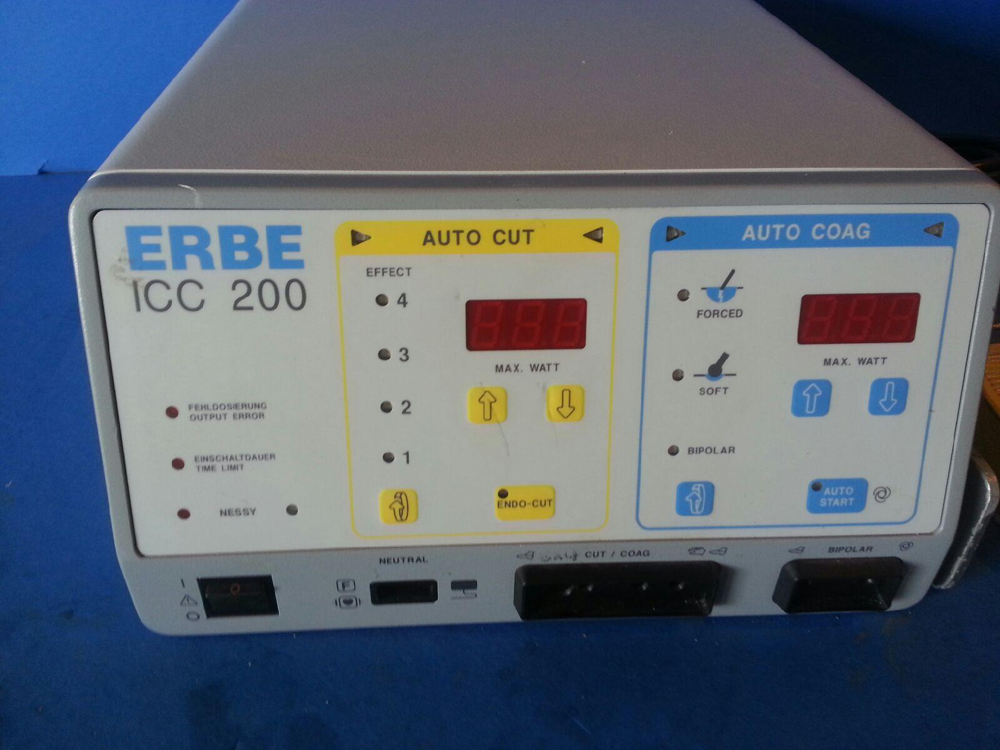 ERBE
ICC 200
FEHLDOSIERUNG
OUTPUT ERROR
EINSCHALTDAUER
TIME LIMIT
NESSY
AUTO CUT
EFFECT
4
3
2
1
MAX. WATT
ENDO-CUT
AUTO COAG
FORCED
SOFT
BIPOLAR
MAX. WATT
AUTO
START
I
O
NEUTRAL
F
CUT / COAG
BIPOLAR